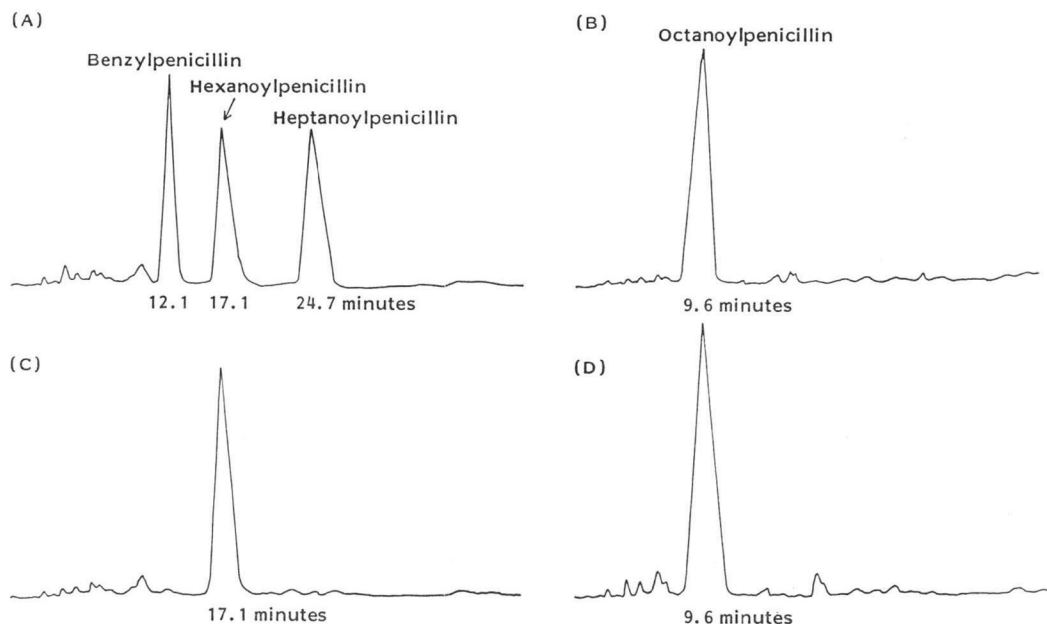 (A)
Benzylpenicillin
Hexanoylpenicillin
Heptanoylpenicillin
12.1 17.1 24.7 minutes
(B)
Octanoylpenicillin
9.6 minutes
(C)
17.1 minutes
(D)
9.6 minutes